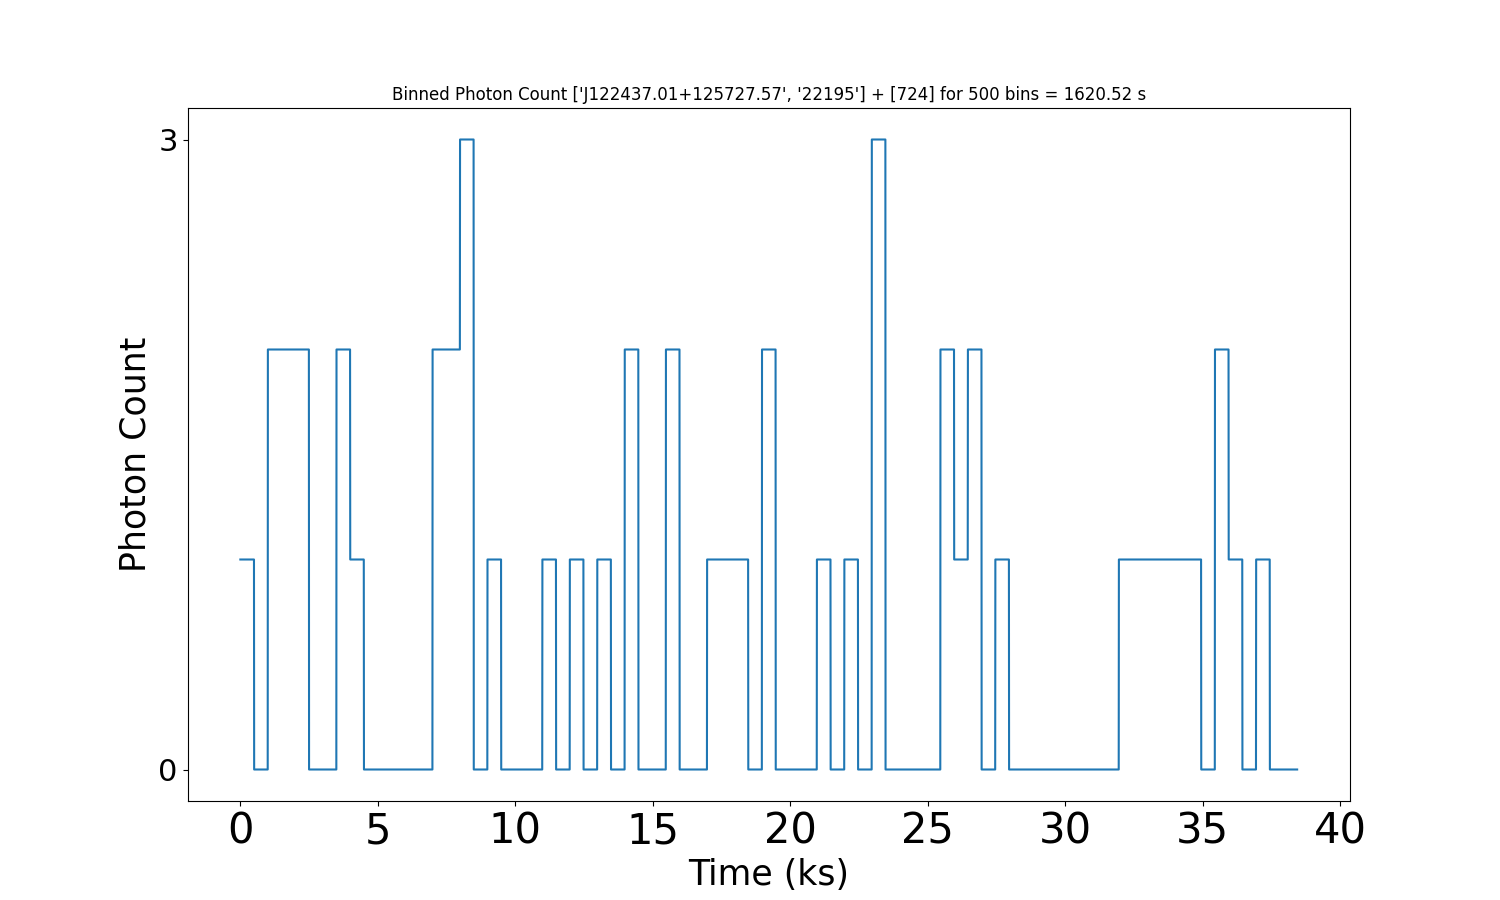 Binned Photon Count ['J122437.01+125727.57', '22195'] + [724] for 500 bins = 1620.52 s
3
Photon Count
0
0 5 10 15 20 25 30 35 40
Time (ks)